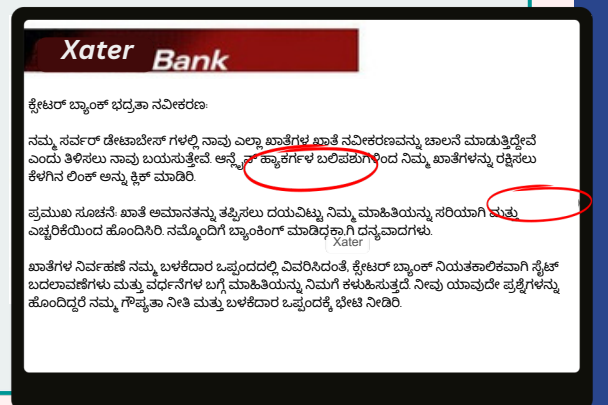 Xater Bank
ಕ್ಸೇಟರ್ ಬ್ಯಾಂಕ್ ಭದ್ರತಾ ನವೀಕರಣ:
ನಮ್ಮ ಸರ್ವರ್ ಡೇಟಾಬೇಸ್ ಗಳಲ್ಲಿ ನಾವು ಎಲ್ಲಾ ಖಾತೆಗಳ ಖಾತೆ ನವೀಕರಣವನ್ನು ಚಾಲನೆ ಮಾಡುತ್ತಿದ್ದೇವೆ
ಎಂದು ತಿಳಿಸಲು ನಾವು ಬಯಸುತ್ತೇವೆ. ಆನ್ಲೈನ್ ಹ್ಯಾಕರ್ಗಳ ಬಲಿಪಶುಗಳಿಂದ ನಿಮ್ಮ ಖಾತೆಗಳನ್ನು ರಕ್ಷಿಸಲು
ಕೆಳಗಿನ ಲಿಂಕ್ ಅನ್ನು ಕ್ಲಿಕ್ ಮಾಡಿರಿ.
ಪ್ರಮುಖ ಸೂಚನೆ: ಖಾತೆ ಅಮಾನತನ್ನು ತಪ್ಪಿಸಲು ದಯವಿಟ್ಟು ನಿಮ್ಮ ಮಾಹಿತಿಯನ್ನು ಸರಿಯಾಗಿ ಮತ್ತು
ಎಚ್ಚರಿಕೆಯಿಂದ ಹೊಂದಿಸಿರಿ. ನಮ್ಮೊಂದಿಗೆ ಬ್ಯಾಂಕಿಂಗ್ ಮಾಡಿದ್ದಕ್ಕಾಗಿ ದನ್ಯವಾದಗಳು.
Xater
ಖಾತೆಗಳ ನಿರ್ವಹಣೆ ನಮ್ಮ ಬಳಕೆದಾರ ಒಪ್ಪಂದದಲ್ಲಿ ವಿವರಿಸಿದಂತೆ, ಕ್ಸೇಟರ್ ಬ್ಯಾಂಕ್ ನಿಯತಕಾಲಿಕವಾಗಿ ಸೈಟ್
ಬದಲಾವಣೆಗಳು ಮತ್ತು ವರ್ಧನೆಗಳ ಬಗ್ಗೆ ಮಾಹಿತಿಯನ್ನು ನಿಮಗೆ ಕಳುಹಿಸುತ್ತದೆ. ನೀವು ಯಾವುದೇ ಪ್ರಶ್ನೆಗಳನ್ನು
ಹೊಂದಿದ್ದರೆ ನಮ್ಮ ಗೌಪ್ಯತಾ ನೀತಿ ಮತ್ತು ಬಳಕೆದಾರ ಒಪ್ಪಂದಕ್ಕೆ ಭೇಟಿ ನೀಡಿರಿ.